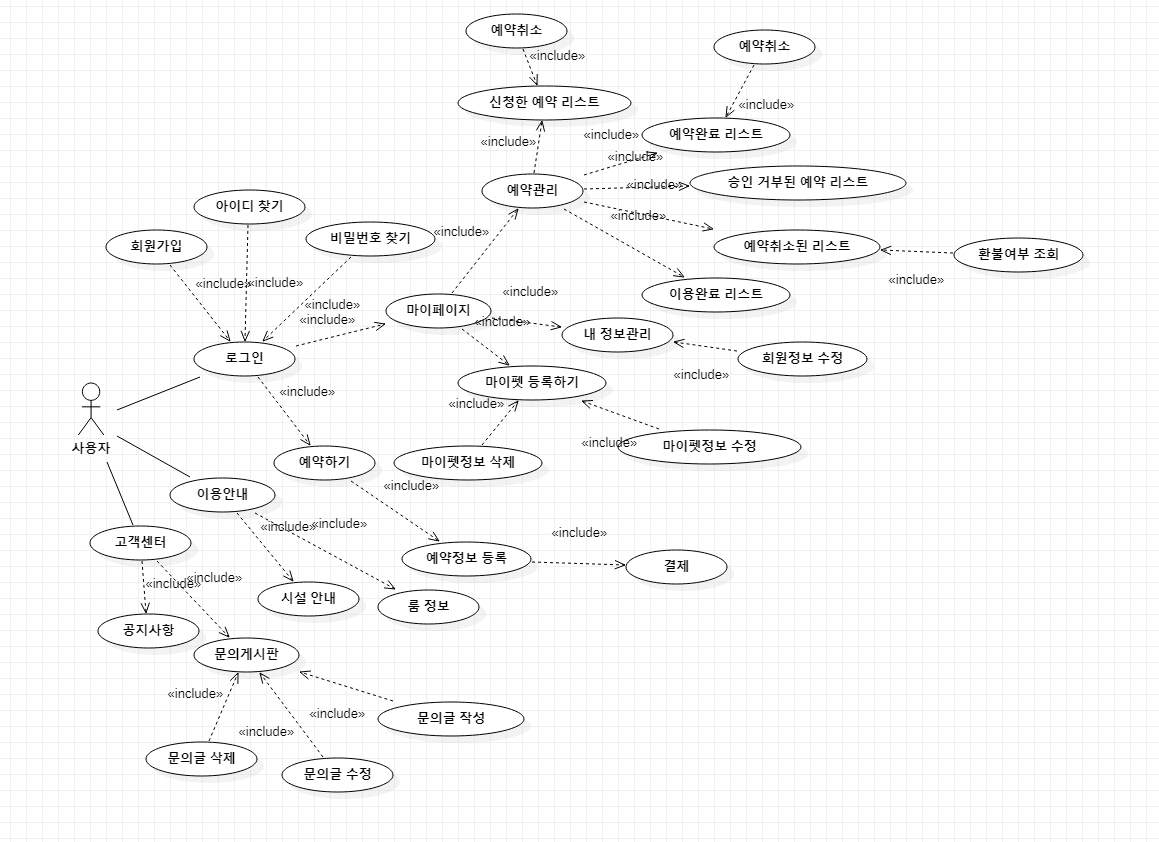 예약취소
«include»
예약취소
신청한 예약 리스트
«include»
«include»
«include»
예약완료 리스트
«include»
예약관리
«include»
승인 거부된 예약 리스트
아이디 찾기
«include»
회원가입
비밀번호 찾기
«include»
예약취소된 리스트
환불여부 조회
«include»
«include»
«include»
이용완료 리스트
«include»
«include»
마이페이지
«include»
«include»
내 정보관리
로그인
회원정보 수정
«include»
마이펫 등록하기
«include»
«include»
사용자
«include»
마이펫정보 수정
예약하기
마이펫정보 삭제
«include»
이용안내
«include»
«include»
«include»
고객센터
예약정보 등록
결제
«include»
«include»
시설 안내
룸 정보
공지사항
문의게시판
«include»
«include»
문의글 작성
«include»
문의글 삭제
문의글 수정